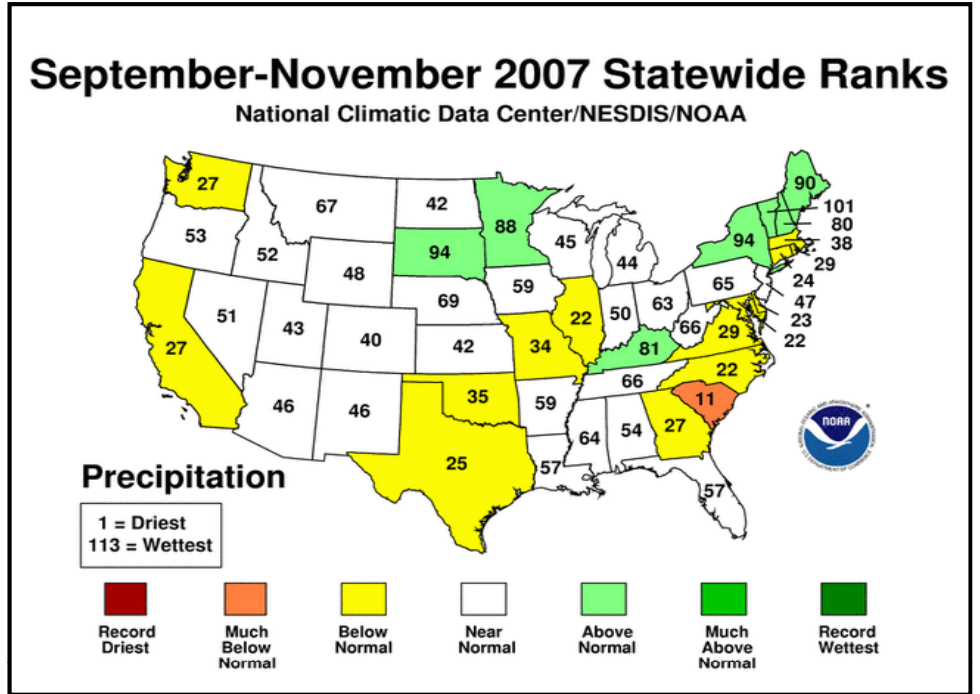 September-November 2007 Statewide Ranks
National Climatic Data Center/NESDIS/NOAA
27
67
42
88
90
101
80
38
29
24
47
23
22
53
52
48
94
45
44
94
51
43
40
69
59
22
50
63
65
66
29
27
42
34
81
22
46
46
35
59
66
11
25
57
64
54
27
57
NOAA
Precipitation
1 = Driest
113 = Wettest
Record
Driest
Much
Below
Normal
Below
Normal
Near
Normal
Above
Normal
Much
Above
Normal
Record
Wettest